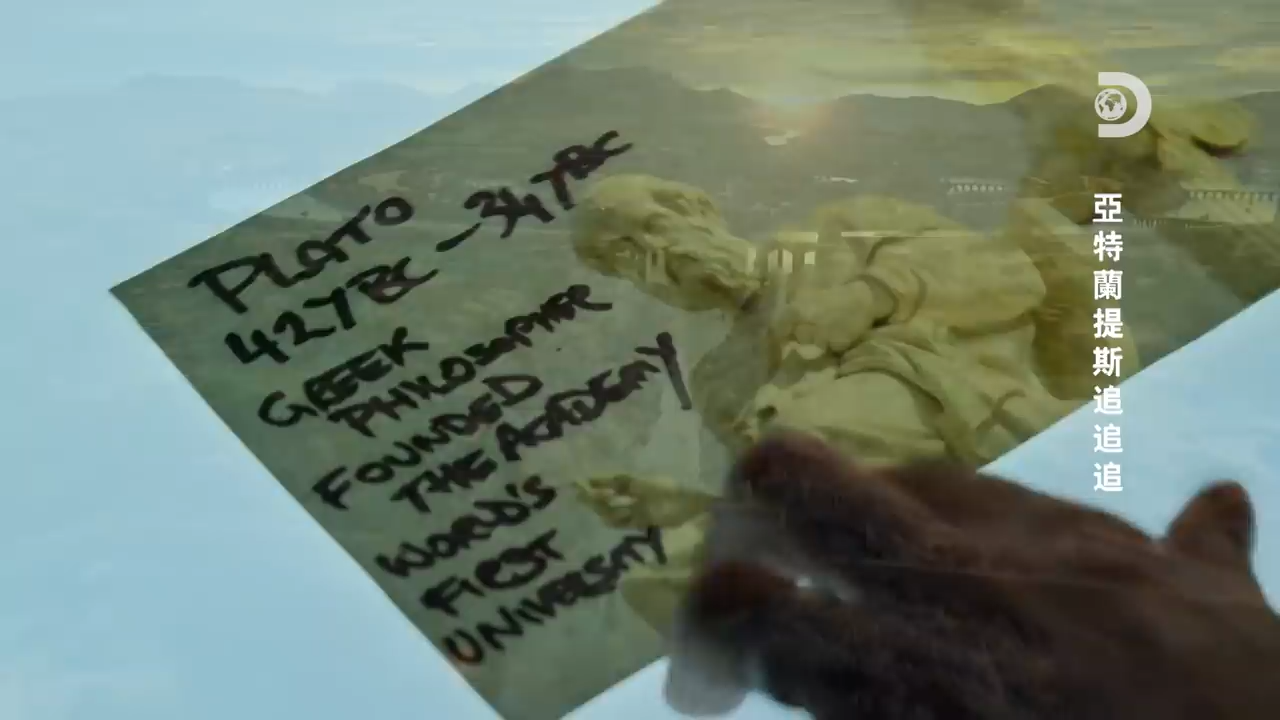 PLATO
427BC – 347BC
GREEK
PHILOSOPHER
FOUNDED
THE ACADEMY
WORLD'S
FIRST
UNIVERSITY
亞特蘭提斯追追追